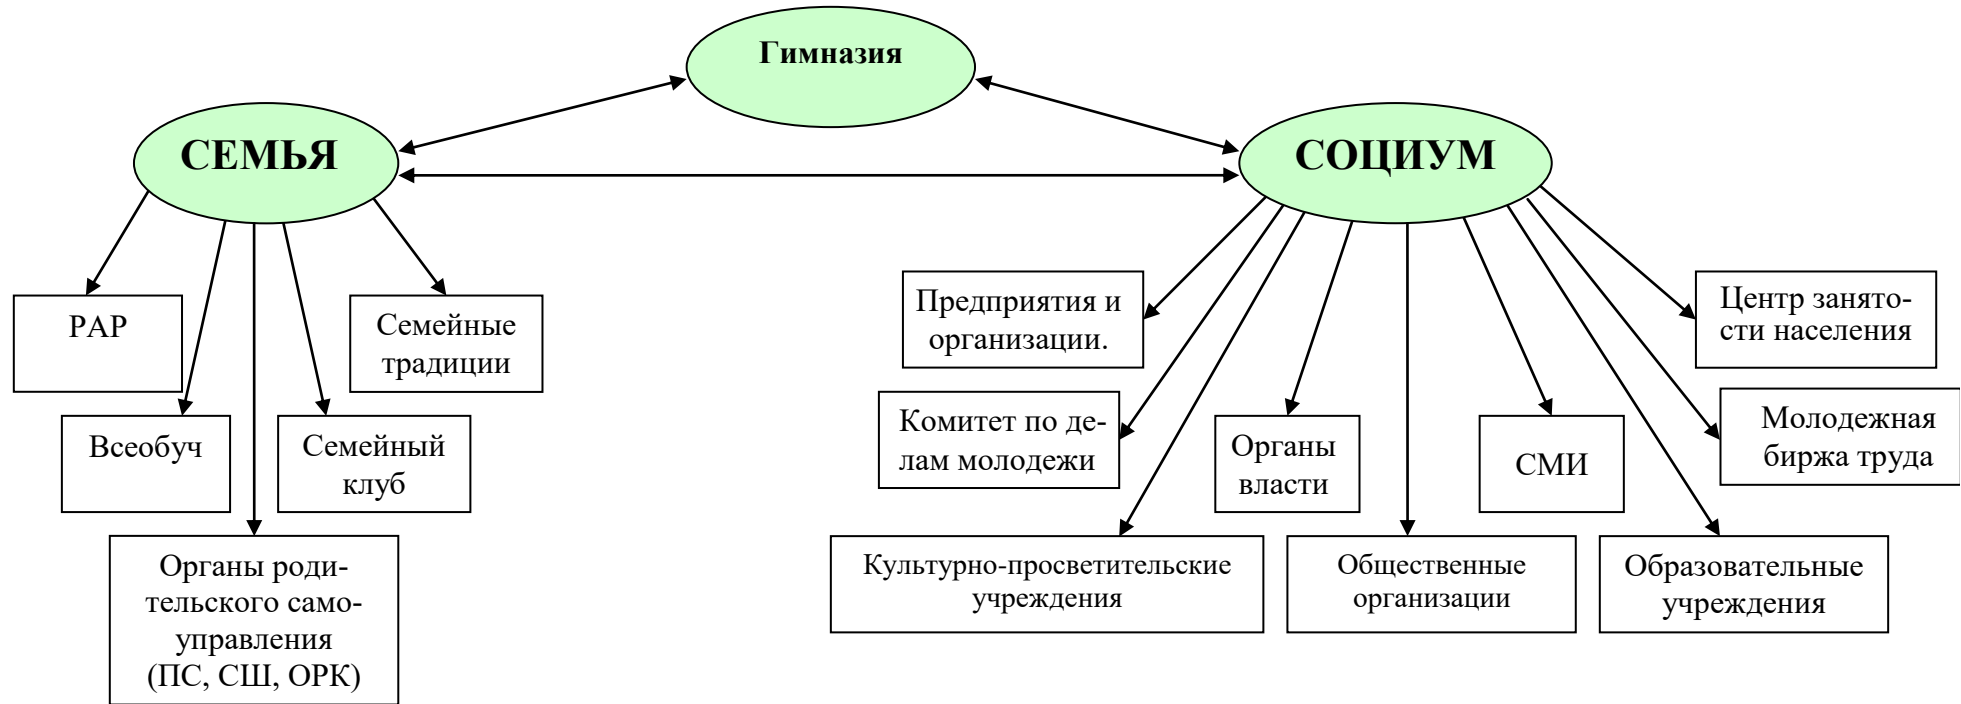 Гимназия
СЕМЬЯ
СОЦИУМ
РАР
Семейные
традиции
Всеобуч
Семейный
клуб
Органы роди-
тельского само-
управления
(ПС, СШ, ОРК)
Предприятия и
организации.
Центр занято-
сти населения
Комитет по де-
лам молодежи
Органы
власти
СМИ
Молодежная
биржа труда
Культурно-просветительские
учреждения
Общественные
организации
Образовательные
учреждения